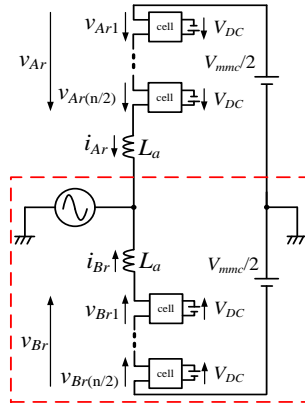 v_{Ar1}
cell
V_{DC}
v_{Ar}
V_{mmc}/2
v_{Ar(n/2)}
cell
V_{DC}
i_{Ar}
L_a
i_{Br}
L_a
V_{mmc}/2
v_{Br1}
cell
V_{DC}
v_{Br}
v_{Br(n/2)}
cell
V_{DC}